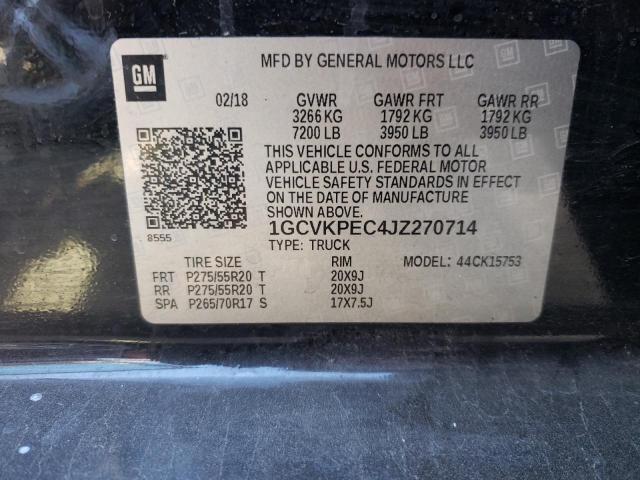 GM
MFD BY GENERAL MOTORS LLC
02/18 GVWR GAWR FRT GAWR RR
3266 KG 1792 KG 1792 KG
7200 LB 3950 LB 3950 LB
THIS VEHICLE CONFORMS TO ALL
APPLICABLE U.S. FEDERAL MOTOR
VEHICLE SAFETY STANDARDS IN EFFECT
ON THE DATE OF MANUFACTURE
SHOWN ABOVE.
1GCVKPEC4JZ270714
8555 TYPE: TRUCK
TIRE SIZE RIM MODEL: 44CK15753
FRT P275/55R20 T 20X9J
RR P275/55R20 T 20X9J
SPA P265/70R17 S 17X7.5J